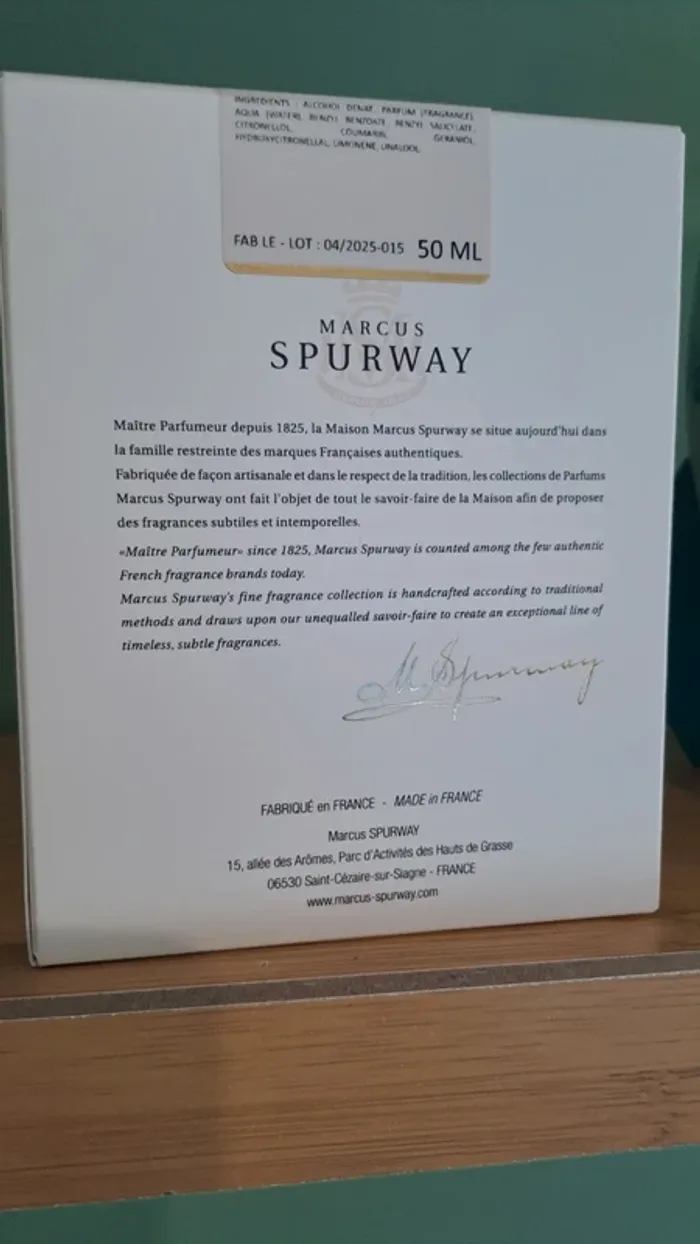 INGREDIENTS : ALCOHOL DENAT, PARFUM (FRAGRANCE),
AQUA (WATER), BENZYL BENZOATE, BENZYL SALICYLATE,
CITRONELLOL, COUMARIN, GERANIOL,
HYDROXYCITRONELLAL, LIMONENE, LINALOOL
FAB LE - LOT : 04/2025-015 50 ML
MARCUS
SPURWAY
Maître Parfumeur depuis 1825, la Maison Marcus Spurway se situe aujourd'hui dans
la famille restreinte des marques Françaises authentiques.
Fabriquée de façon artisanale et dans le respect de la tradition, les collections de Parfums
Marcus Spurway ont fait l'objet de tout le savoir-faire de la Maison afin de proposer
des fragrances subtiles et intemporelles.
«Maître Parfumeur» since 1825, Marcus Spurway is counted among the few authentic
French fragrance brands today.
Marcus Spurway's fine fragrance collection is handcrafted according to traditional
methods and draws upon our unequalled savoir-faire to create an exceptional line of
timeless, subtle fragrances.
M. Spurway
FABRIQUÉ en FRANCE - MADE in FRANCE
Marcus SPURWAY
15, allée des Arômes, Parc d'Activités des Hauts de Grasse
06530 Saint-Cézaire-sur-Siagne - FRANCE
www.marcus-spurway.com